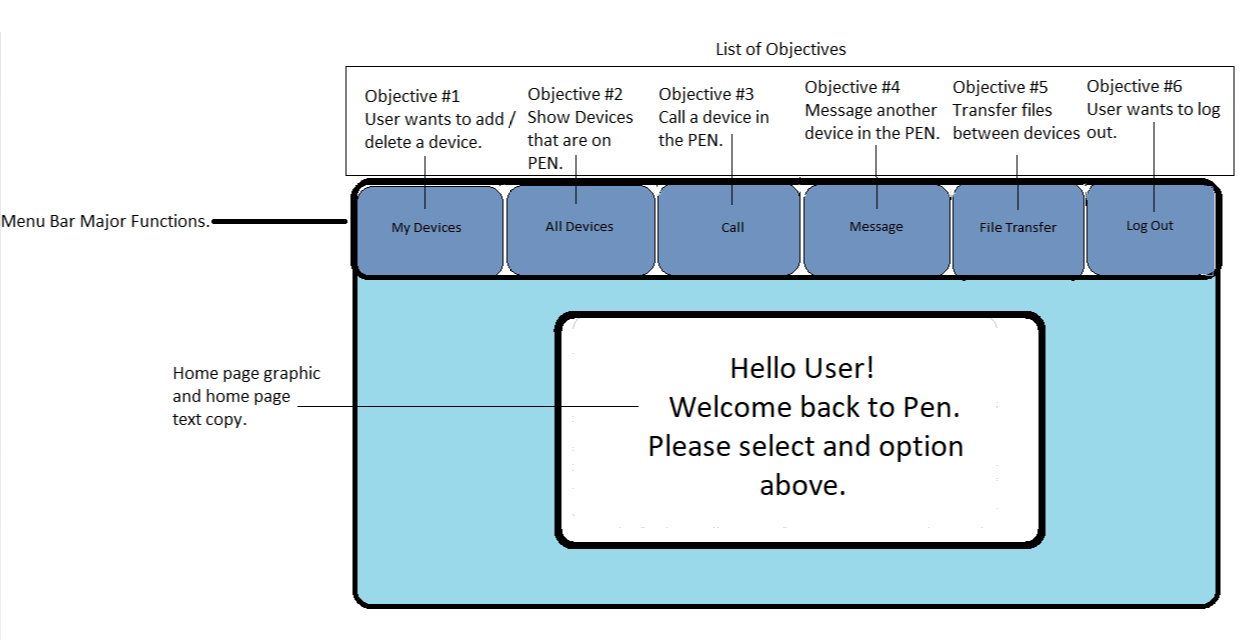 List of Objectives
Objective #1
User wants to add /
delete a device.
Objective #2
Show Devices
that are on
PEN.
Objective #3
Call a device in
the PEN.
Objective #4
Message another
device in the PEN.
Objective #5
Transfer files
between devices
Objective #6
User wants to log
out.
Menu Bar Major Functions.
My Devices
All Devices
Call
Message
File Transfer
Log Out
Home page graphic
and home page
text copy.
Hello User!
Welcome back to Pen.
Please select and option
above.